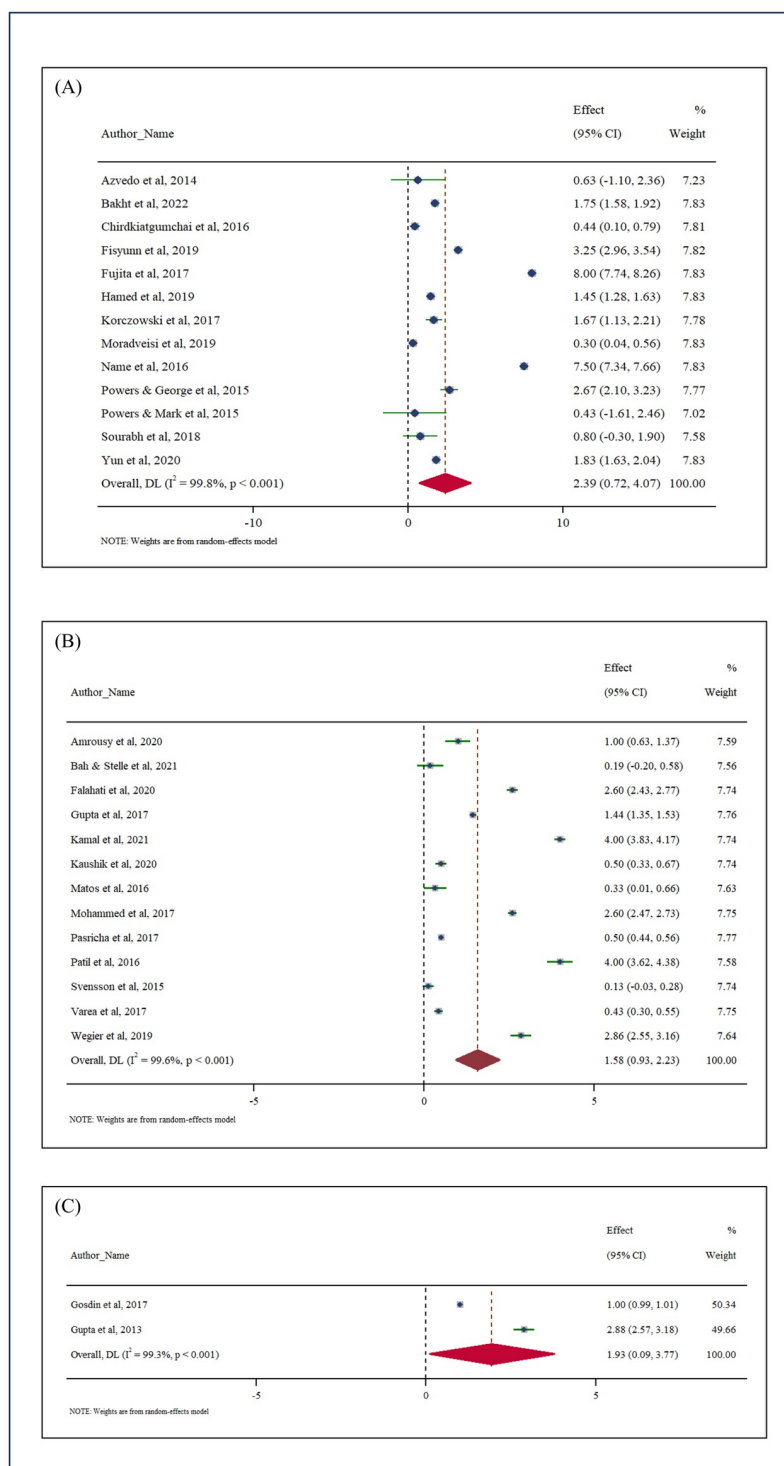 (A)
Effect %
Author_Name (95% CI) Weight
Azvedo et al, 2014 0.63 (-1.10, 2.36) 7.23
Bakht et al, 2022 1.75 (1.58, 1.92) 7.83
Chirdkiatgumchai et al, 2016 0.44 (0.10, 0.79) 7.81
Fisyunn et al, 2019 3.25 (2.96, 3.54) 7.82
Fujita et al, 2017 8.00 (7.74, 8.26) 7.83
Hamed et al, 2019 1.45 (1.28, 1.63) 7.83
Korczowski et al, 2017 1.67 (1.13, 2.21) 7.78
Moradveisi et al, 2019 0.30 (0.04, 0.56) 7.83
Name et al, 2016 7.50 (7.34, 7.66) 7.83
Powers & George et al, 2015 2.67 (2.10, 3.23) 7.77
Powers & Mark et al, 2015 0.43 (-1.61, 2.46) 7.02
Sourabh et al, 2018 0.80 (-0.30, 1.90) 7.58
Yun et al, 2020 1.83 (1.63, 2.04) 7.83
Overall, DL (I² = 99.8%, p < 0.001) 2.39 (0.72, 4.07) 100.00
-10 0 10
NOTE: Weights are from random-effects model
(B)
Effect %
Author_Name (95% CI) Weight
Amrousy et al, 2020 1.00 (0.63, 1.37) 7.59
Bah & Stelle et al, 2021 0.19 (-0.20, 0.58) 7.56
Falahati et al, 2020 2.60 (2.43, 2.77) 7.74
Gupta et al, 2017 1.44 (1.35, 1.53) 7.76
Kamal et al, 2021 4.00 (3.83, 4.17) 7.74
Kaushik et al, 2020 0.50 (0.33, 0.67) 7.74
Matos et al, 2016 0.33 (0.01, 0.66) 7.63
Mohammed et al, 2017 2.60 (2.47, 2.73) 7.75
Pasricha et al, 2017 0.50 (0.44, 0.56) 7.77
Patil et al, 2016 4.00 (3.62, 4.38) 7.58
Svensson et al, 2015 0.13 (-0.03, 0.28) 7.74
Varea et al, 2017 0.43 (0.30, 0.55) 7.75
Wegier et al, 2019 2.86 (2.55, 3.16) 7.64
Overall, DL (I² = 99.6%, p < 0.001) 1.58 (0.93, 2.23) 100.00
-5 0 5
NOTE: Weights are from random-effects model
(C)
Effect %
Author_Name (95% CI) Weight
Gosdin et al, 2017 1.00 (0.99, 1.01) 50.34
Gupta et al, 2013 2.88 (2.57, 3.18) 49.66
Overall, DL (I² = 99.3%, p < 0.001) 1.93 (0.09, 3.77) 100.00
-5 0 5
NOTE: Weights are from random-effects model